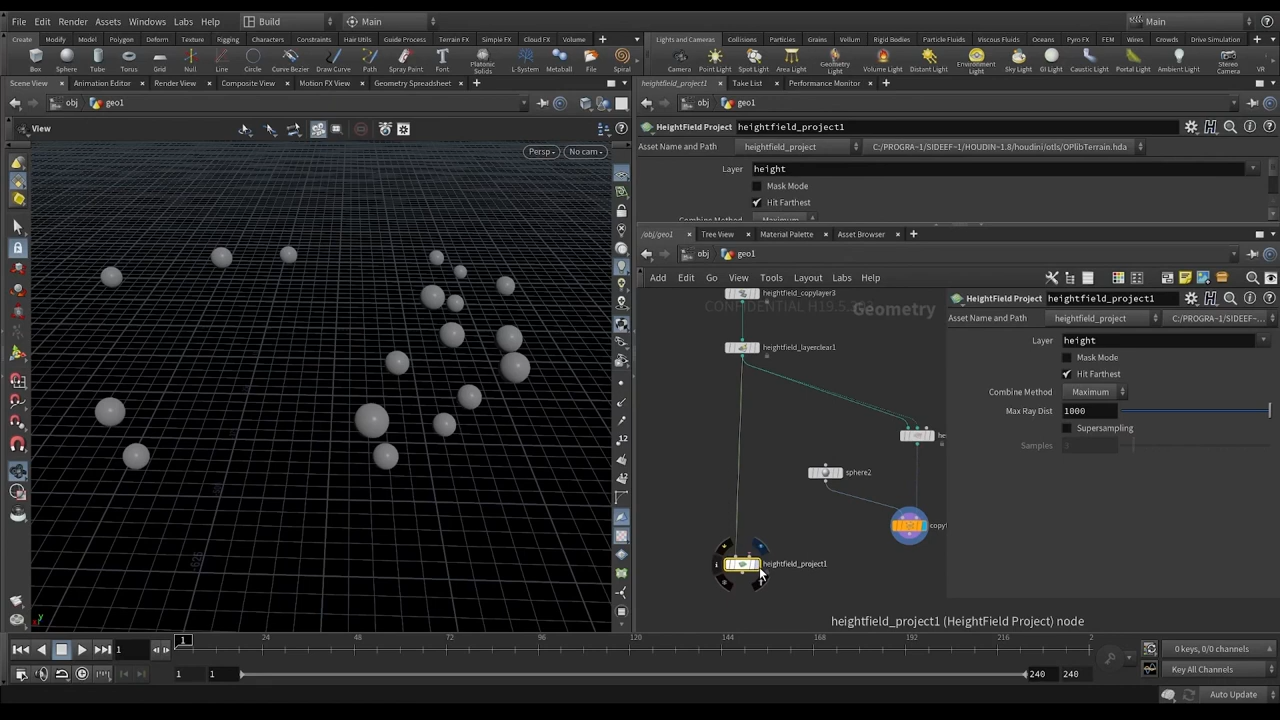 File Edit Render Assets Windows Labs Help Build Main Main
Create Modify Model Polygon Deform Texture Rigging Characters Constraints Hair Utils Guide Process Terrain FX Simple FX Cloud FX Volume
Box Sphere Tube Torus Grid Null Line Circle Curve Bezier Draw Curve Path Spray Paint Font Platonic Solids L-System Metaball File Spiral
Lights and Cameras Collisions Particles Grains Vellum Rigid Bodies Particle Fluids Viscous Fluids Oceans Pyro FX FEM Wires Crowds Drive Simulation
Camera Point Light Spot Light Area Light Geometry Light Volume Light Distant Light Environment Light Sky Light GI Light Caustic Light Portal Light Ambient Light Stereo Camera VR
Scene View Animation Editor Render View Composite View Motion FX View Geometry Spreadsheet
obj geo1
View
Persp No cam
heightfield_project1 Take List Performance Monitor
obj geo1
HeightField Project heightfield_project1
Asset Name and Path heightfield_project C:/PROGRA~1/SIDEEF~1/HOUDIN~1.8/houdini/otls/OPlibTerrain.hda
Layer height
Mask Mode
Hit Farthest
Combine Method Maximum
/obj/geo1 Tree View Material Palette Asset Browser
obj geo1
Add Edit Go View Tools Layout Labs Help
CONFIDENTIAL H19.5
Geometry
heightfield_copylayer3
heightfield_layerclear1
he
sphere2
copyt
heightfield_project1
HeightField Project heightfield_project1
Asset Name and Path heightfield_project C:/PROGRA~1/SIDEEF~...
Layer height
Mask Mode
Hit Farthest
Combine Method Maximum
Max Ray Dist 1000
Supersampling
Samples 3
heightfield_project1 (HeightField Project) node
1 1 24 48 72 96 120 144 168 192 2
0 keys, 0/0 channels
1 1 240 240
Key All Channels
Auto Update